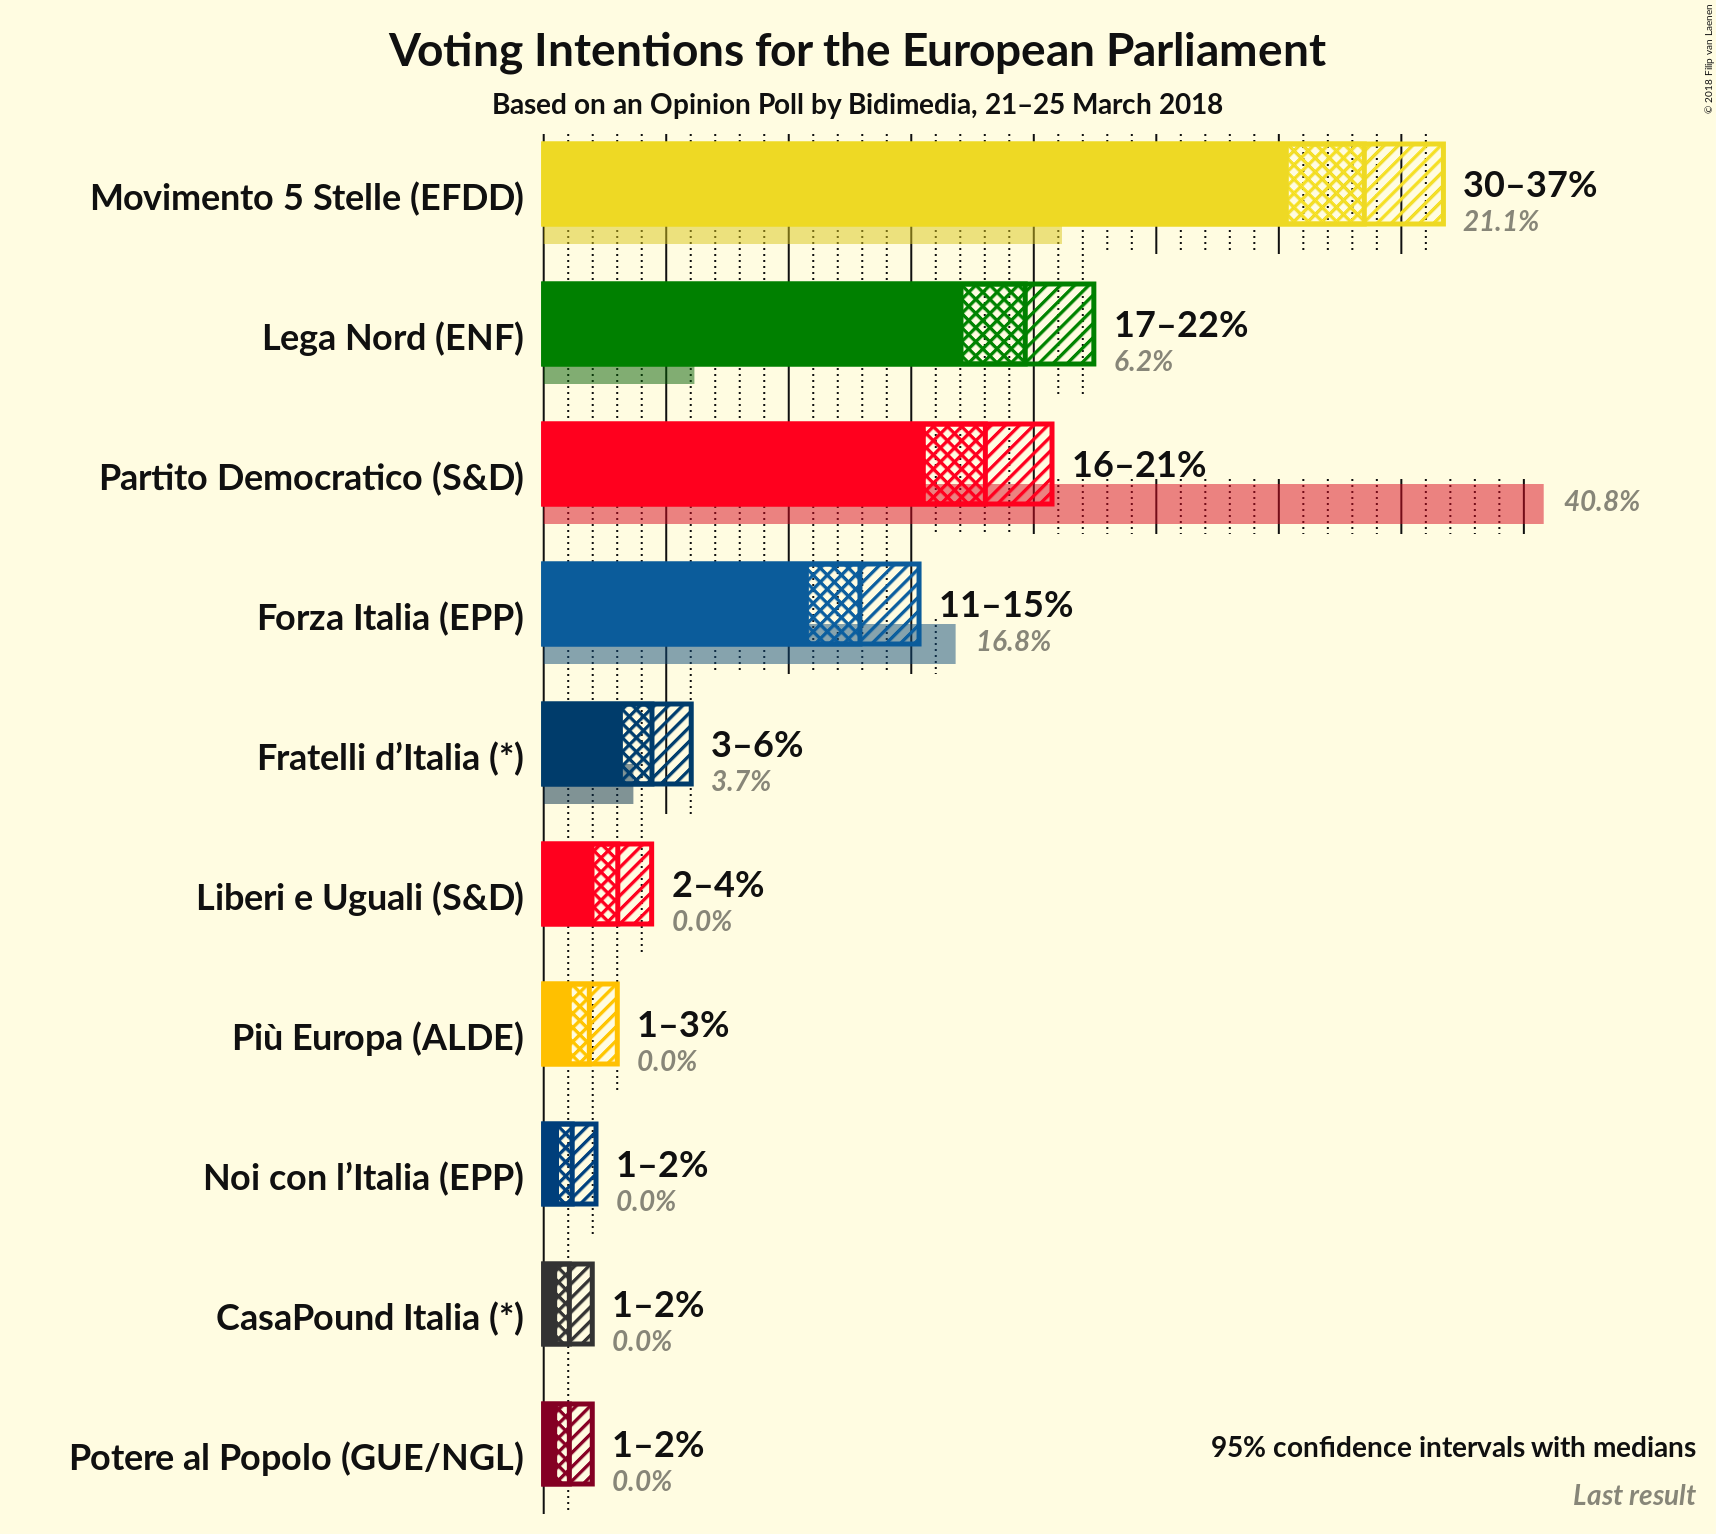 Voting Intentions for the European Parliament
Based on an Opinion Poll by Bidimedia, 21–25 March 2018
© 2018 Filip van Laenen
Movimento 5 Stelle (EFDD)
30–37%
21.1%
Lega Nord (ENF)
17–22%
6.2%
Partito Democratico (S&D)
16–21%
40.8%
Forza Italia (EPP)
11–15%
16.8%
Fratelli d’Italia (*)
3–6%
3.7%
Liberi e Uguali (S&D)
2–4%
0.0%
Più Europa (ALDE)
1–3%
0.0%
Noi con l’Italia (EPP)
1–2%
0.0%
CasaPound Italia (*)
1–2%
0.0%
Potere al Popolo (GUE/NGL)
1–2%
0.0%
95% confidence intervals with medians
Last result